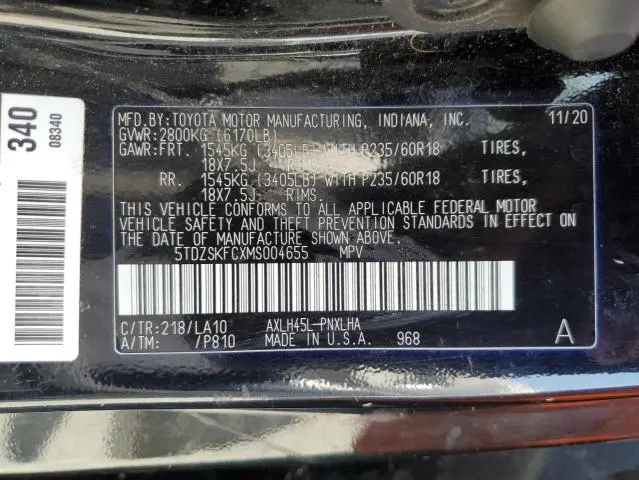 MFD.BY:TOYOTA MOTOR MANUFACTURING, INDIANA, INC. 11/20
GVWR:2800KG (6170LB)
GAWR:FRT. 1545KG (3405LB) WITH P235/60R18 TIRES,
18X7.5J RIMS.
RR. 1545KG (3405LB) WITH P235/60R18 TIRES,
18X7.5J RIMS.
THIS VEHICLE CONFORMS TO ALL APPLICABLE FEDERAL MOTOR
VEHICLE SAFETY AND THEFT PREVENTION STANDARDS IN EFFECT ON
THE DATE OF MANUFACTURE SHOWN ABOVE.
5TDZSKFCXMS004655 MPV
C/TR:218/LA10 AXLH45L-PNXLHA
A/TM: /P810 MADE IN U.S.A. 968 A
340
08340